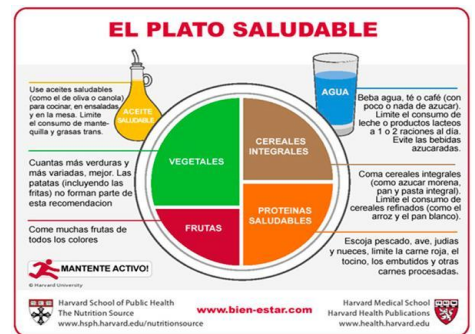 EL PLATO SALUDABLE
Use aceites saludables
(como el de oliva o canola)
para cocinar, en ensaladas,
y en la mesa. Limite
el consumo de mante-
quilla y grasas trans.
ACEITE
SALUDABLE
AGUA
Beba agua, té o café (con
poco o nada de azucar).
Limite el consumo de
leche o productos lacteos
a 1 o 2 raciones al día.
Evite las bebidas
azucaradas.
VEGETALES
CEREALES
INTEGRALES
FRUTAS
PROTEINAS
SALUDABLES
Cuantas más verduras y
más variadas, mejor. Las
patatas (incluyendo las
fritas) no forman parte de
esta recomendacion
Coma cereales integrales
(como azucar morena,
pan y pasta integral).
Limite el consumo de
cereales refinados (como el
arroz y el pan blanco).
Come muchas frutas de
todos los colores
Escoja pescado, ave, judias
y nueces, limite la carne roja, el
tocino, los embutidos y otras
carnes procesadas.
MANTENTE ACTIVO!
© Harvard University
Harvard School of Public Health
The Nutrition Source
www.hsph.harvard.edu/nutritionsource
www.bien-estar.com
Harvard Medical School
Harvard Health Publications
www.health.harvard.edu